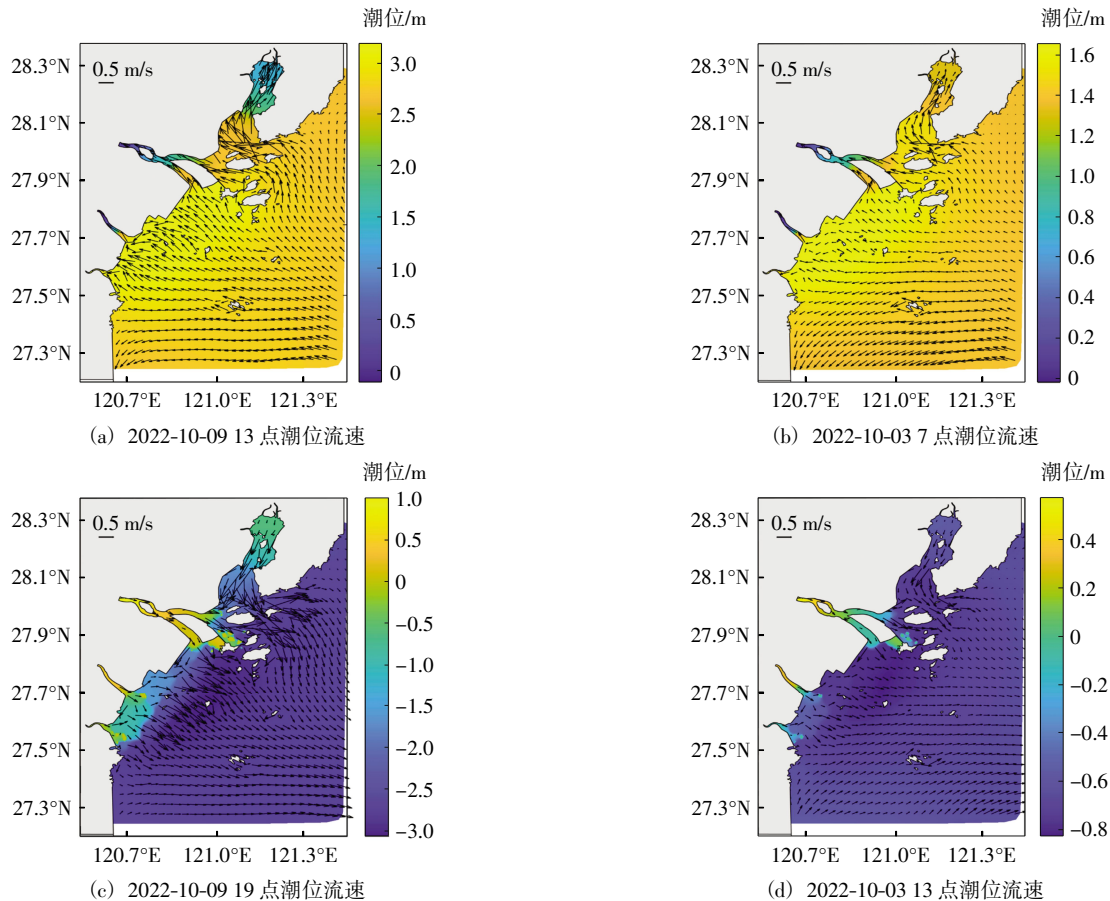 潮位/m
潮位/m
28.3°N
28.1°N
27.9°N
27.7°N
27.5°N
27.3°N
0.5 m/s
3.0
2.5
2.0
1.5
1.0
0.5
0
120.7°E 121.0°E 121.3°E
(a) 2022-10-09 13 点潮位流速
28.3°N
28.1°N
27.9°N
27.7°N
27.5°N
27.3°N
0.5 m/s
1.6
1.4
1.2
1.0
0.8
0.6
0.4
0.2
0
120.7°E 121.0°E 121.3°E
(b) 2022-10-03 7 点潮位流速
潮位/m
潮位/m
28.3°N
28.1°N
27.9°N
27.7°N
27.5°N
27.3°N
0.5 m/s
1.0
0.5
0
−0.5
−1.0
−1.5
−2.0
−2.5
−3.0
120.7°E 121.0°E 121.3°E
(c) 2022-10-09 19 点潮位流速
28.3°N
28.1°N
27.9°N
27.7°N
27.5°N
27.3°N
0.5 m/s
0.4
0.2
0
−0.2
−0.4
−0.6
−0.8
120.7°E 121.0°E 121.3°E
(d) 2022-10-03 13 点潮位流速